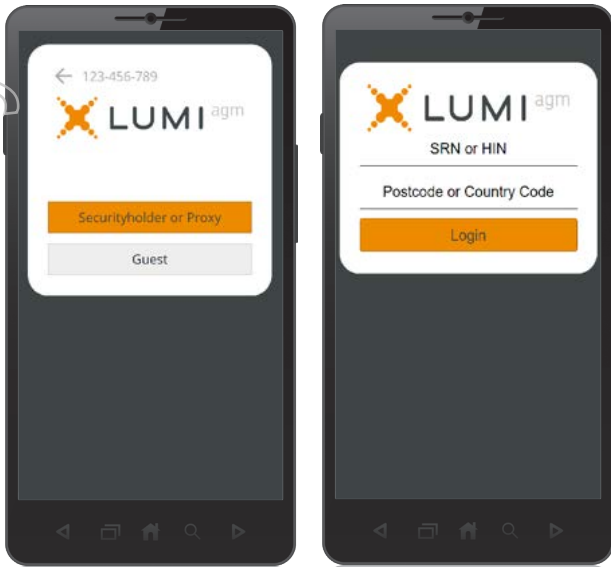 123-456-789
LUMI agm
Securityholder or Proxy
Guest
LUMI agm
SRN or HIN
Postcode or Country Code
Login